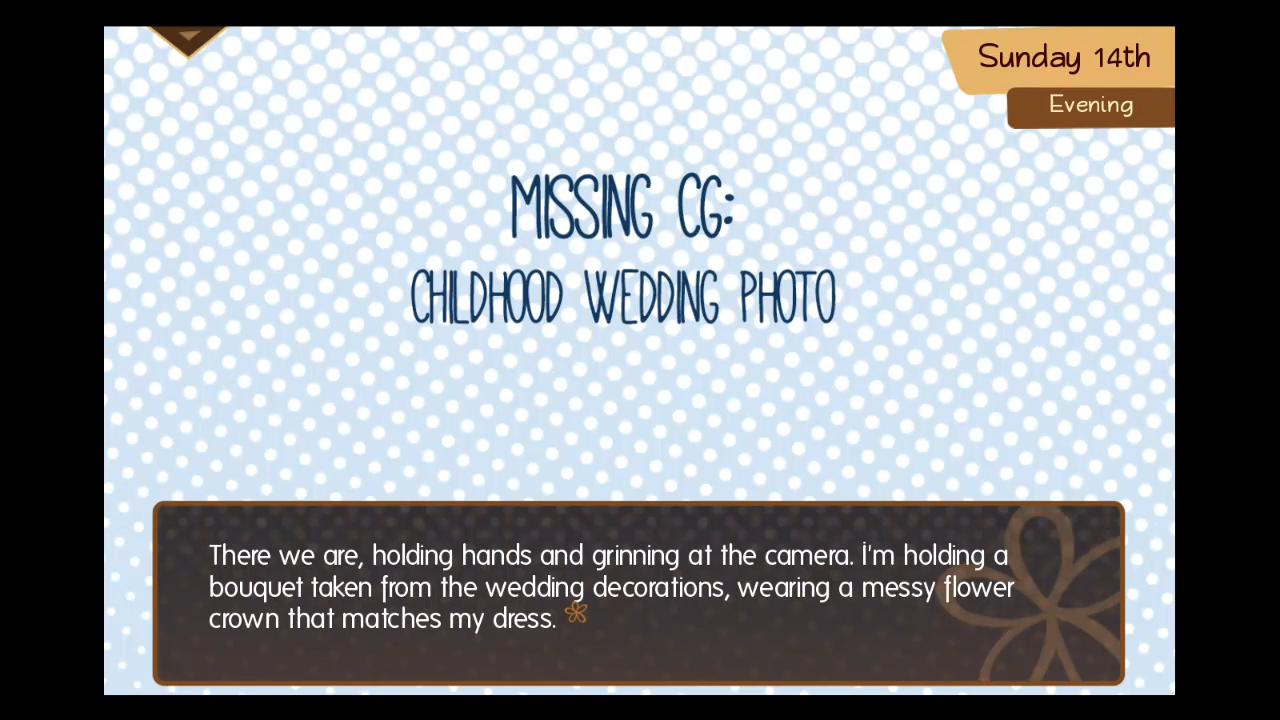 Sunday 14th
Evening
MISSING CG:
CHILDHOOD WEDDING PHOTO
There we are, holding hands and grinning at the camera. I'm holding a
bouquet taken from the wedding decorations, wearing a messy flower
crown that matches my dress.